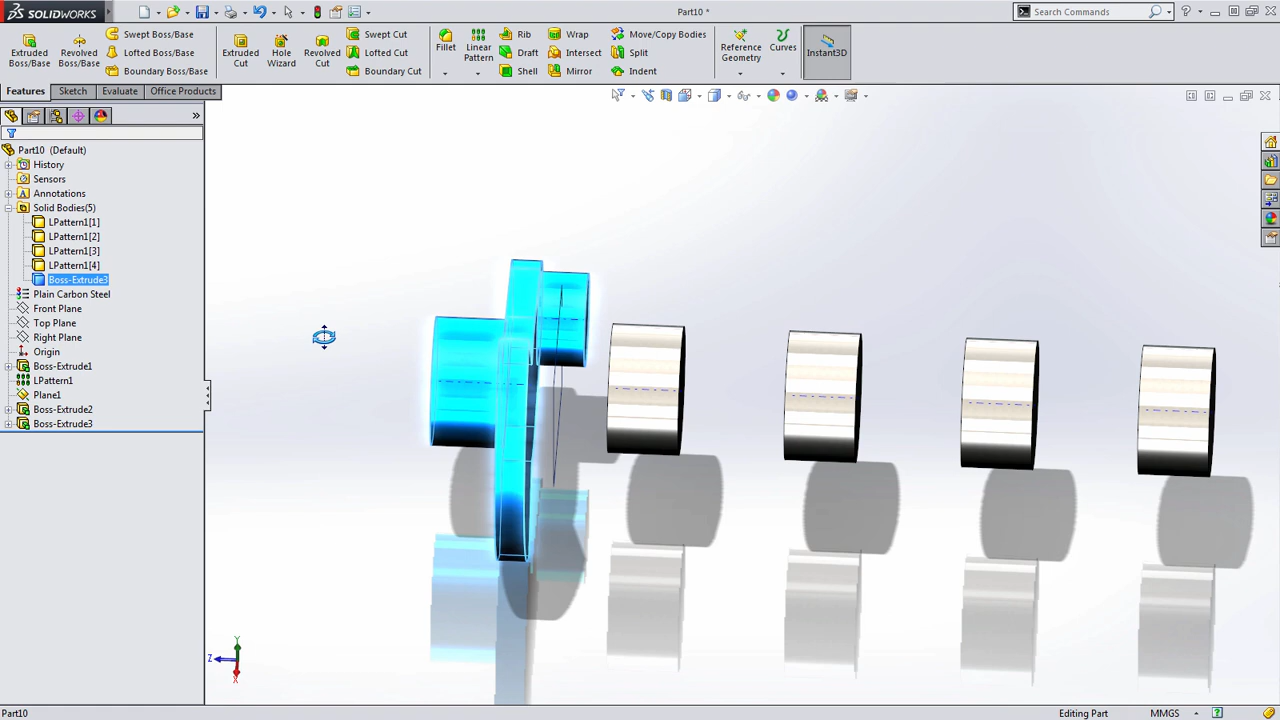 SOLIDWORKS
Part10 *
Search Commands
Extruded Boss/Base
Revolved Boss/Base
Swept Boss/Base
Lofted Boss/Base
Boundary Boss/Base
Extruded Cut
Hole Wizard
Revolved Cut
Swept Cut
Lofted Cut
Boundary Cut
Fillet
Linear Pattern
Rib
Draft
Shell
Wrap
Intersect
Mirror
Move/Copy Bodies
Split
Indent
Reference Geometry
Curves
Instant3D
Features
Sketch
Evaluate
Office Products
Part10 (Default)
History
Sensors
Annotations
Solid Bodies(5)
LPattern1[1]
LPattern1[2]
LPattern1[3]
LPattern1[4]
Boss-Extrude3
Plain Carbon Steel
Front Plane
Top Plane
Right Plane
Origin
Boss-Extrude1
LPattern1
Plane1
Boss-Extrude2
Boss-Extrude3
Y
Z
X
Part10
Editing Part
MMGS